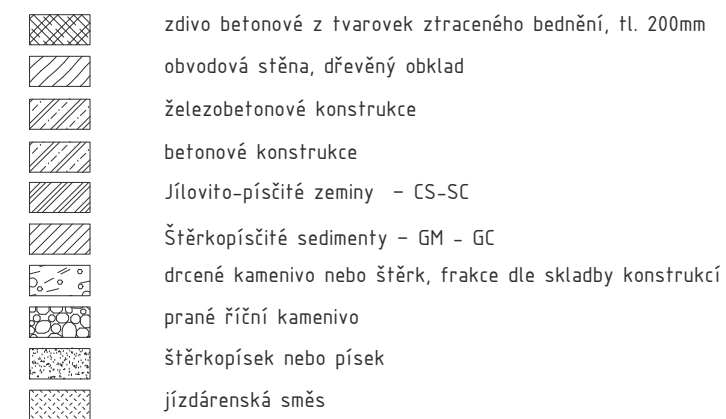 zdivo betonové z tvarovek ztraceného bednění, tl. 200mm
obvodová stěna, dřevěný obklad
železobetonové konstrukce
betonové konstrukce
Jílovito-písčité zeminy - CS-SC
Štěrkopísčité sedimenty - GM - GC
drcené kamenivo nebo štěrk, frakce dle skladby konstrukcí
prané říční kamenivo
štěrkopísek nebo písek
jízdárenská směs